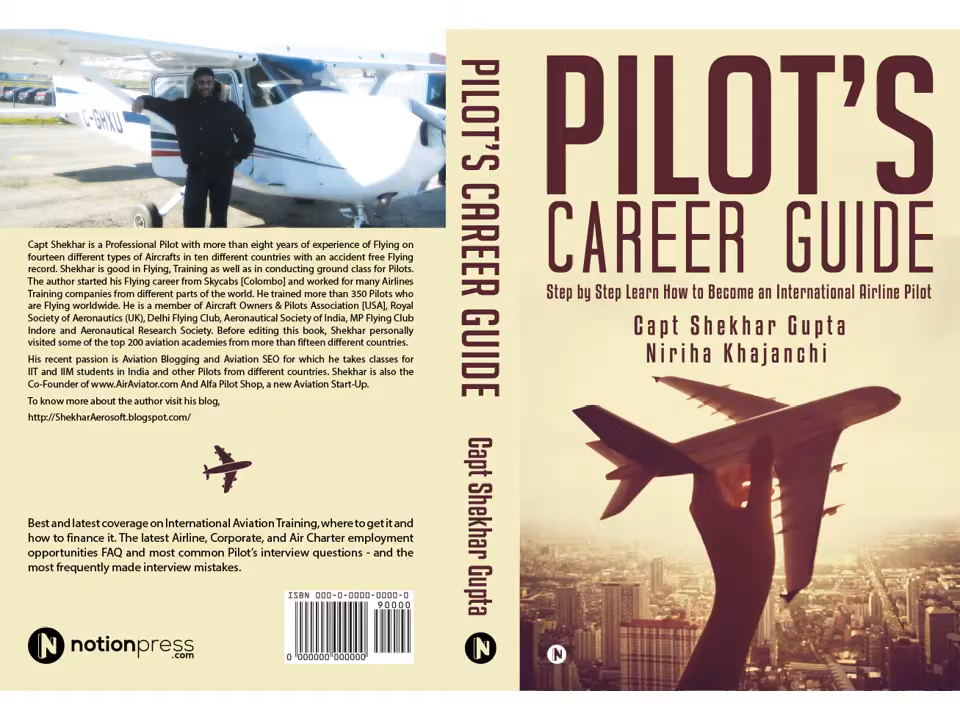 C-GHXU
Capt Shekhar is a Professional Pilot with more than eight years of experience of Flying on
fourteen different types of Aircrafts in ten different countries with an accident free Flying
record. Shekhar is good in Flying, Training as well as in conducting ground class for Pilots.
The author started his Flying career from Skycabs [Colombo] and worked for many Airlines
Training companies from different parts of the world. He trained more than 350 Pilots who
are Flying worldwide. He is a member of Aircraft Owners & Pilots Association [USA], Royal
Society of Aeronautics (UK), Delhi Flying Club, Aeronautical Society of India, MP Flying Club
Indore and Aeronautical Research Society. Before editing this book, Shekhar personally
visited some of the top 200 aviation academies from more than fifteen different countries.
His recent passion is Aviation Blogging and Aviation SEO for which he takes classes for
IIT and IIM students in India and other Pilots from different countries. Shekhar is also the
Co-Founder of www.AirAviator.com And Alfa Pilot Shop, a new Aviation Start-Up.
To know more about the author visit his blog,
http://ShekharAerosoft.blogspot.com/
Best and latest coverage on International Aviation Training, where to get it and
how to finance it. The latest Airline, Corporate, and Air Charter employment
opportunities FAQ and most common Pilot's interview questions - and the
most frequently made interview mistakes.
N notionpress
.com
ISBN 000-0-0000-0000-0
90000
0 000000 000000
PILOT'S CAREER GUIDE
Capt Shekhar Gupta
N
PILOT'S
CAREER GUIDE
Step by Step Learn How to Become an International Airline Pilot
Capt Shekhar Gupta
Niriha Khajanchi
N